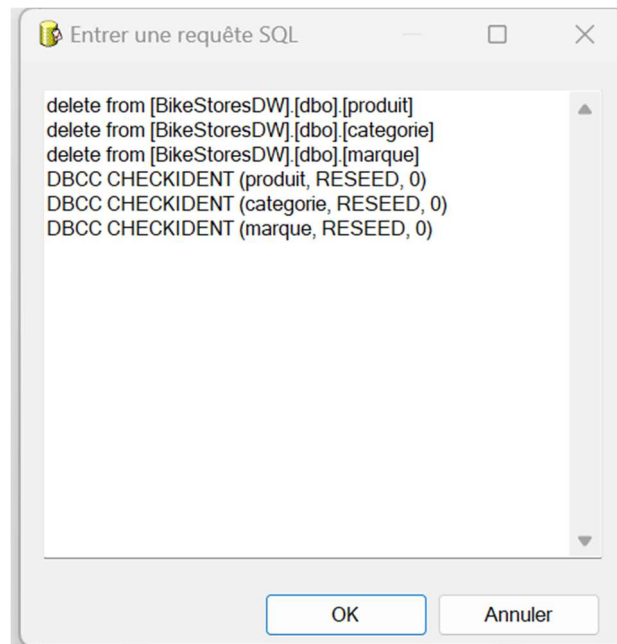 Entrer une requête SQL
delete from [BikeStoresDW].[dbo].[produit]
delete from [BikeStoresDW].[dbo].[categorie]
delete from [BikeStoresDW].[dbo].[marque]
DBCC CHECKIDENT (produit, RESEED, 0)
DBCC CHECKIDENT (categorie, RESEED, 0)
DBCC CHECKIDENT (marque, RESEED, 0)
OK Annuler